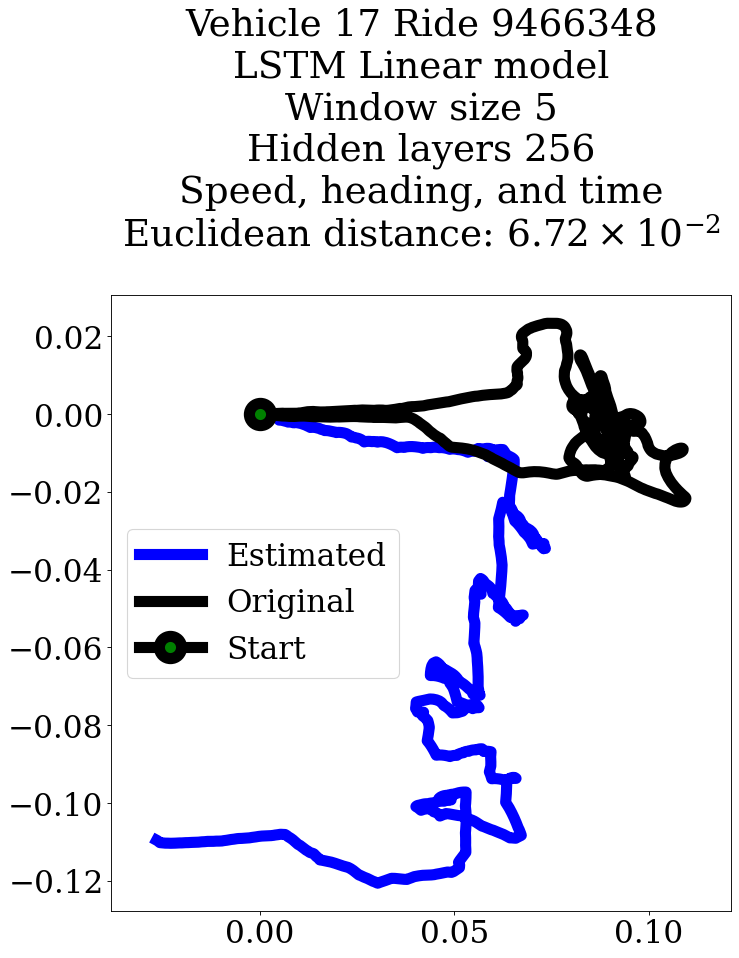 Vehicle 17 Ride 9466348
LSTM Linear model
Window size 5
Hidden layers 256
Speed, heading, and time
Euclidean distance: 6.72 × 10⁻²
0.02
0.00
−0.02
−0.04
−0.06
−0.08
−0.10
−0.12
Estimated
Original
Start
0.00 0.05 0.10